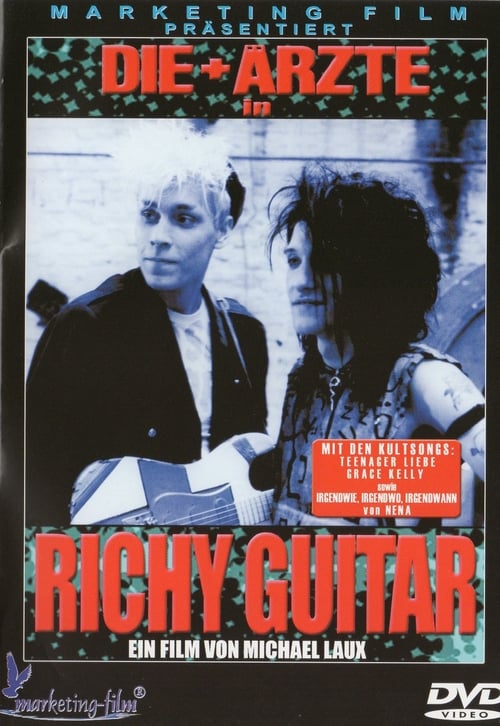 MARKETING FILM
PRÄSENTIERT
DIE + ÄRZTE
in
MIT DEN KULTSONGS:
TEENAGER LIEBE
GRACE KELLY
sowie
IRGENDWIE, IRGENDWO, IRGENDWANN
von NENA
RICHY GUITAR
EIN FILM VON MICHAEL LAUX
marketing-film®
DVD
VIDEO